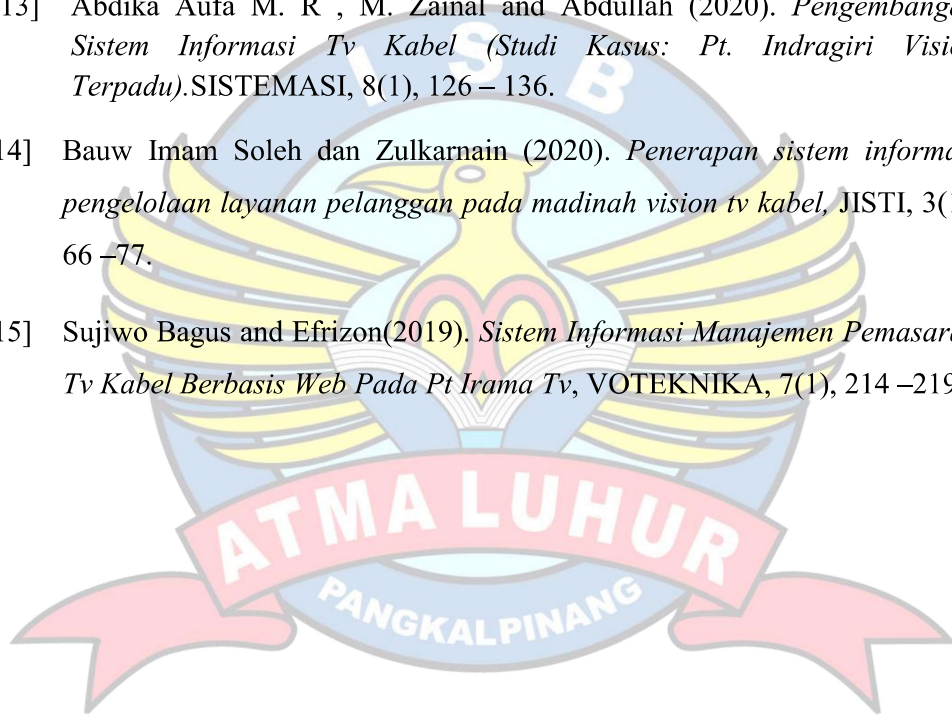 13] Abdika Aufa M. R , M. Zainal and Abdullah (2020). Pengembanga
Sistem Informasi Tv Kabel (Studi Kasus: Pt. Indragiri Visi
Terpadu).SISTEMASI, 8(1), 126 – 136.
14] Bauw Imam Soleh dan Zulkarnain (2020). Penerapan sistem informa
pengelolaan layanan pelanggan pada madinah vision tv kabel, JISTI, 3(1
66 –77.
15] Sujiwo Bagus and Efrizon(2019). Sistem Informasi Manajemen Pemasara
Tv Kabel Berbasis Web Pada Pt Irama Tv, VOTEKNIKA, 7(1), 214 –219
ISB
ATMA LUHUR
PANGKALPINANG